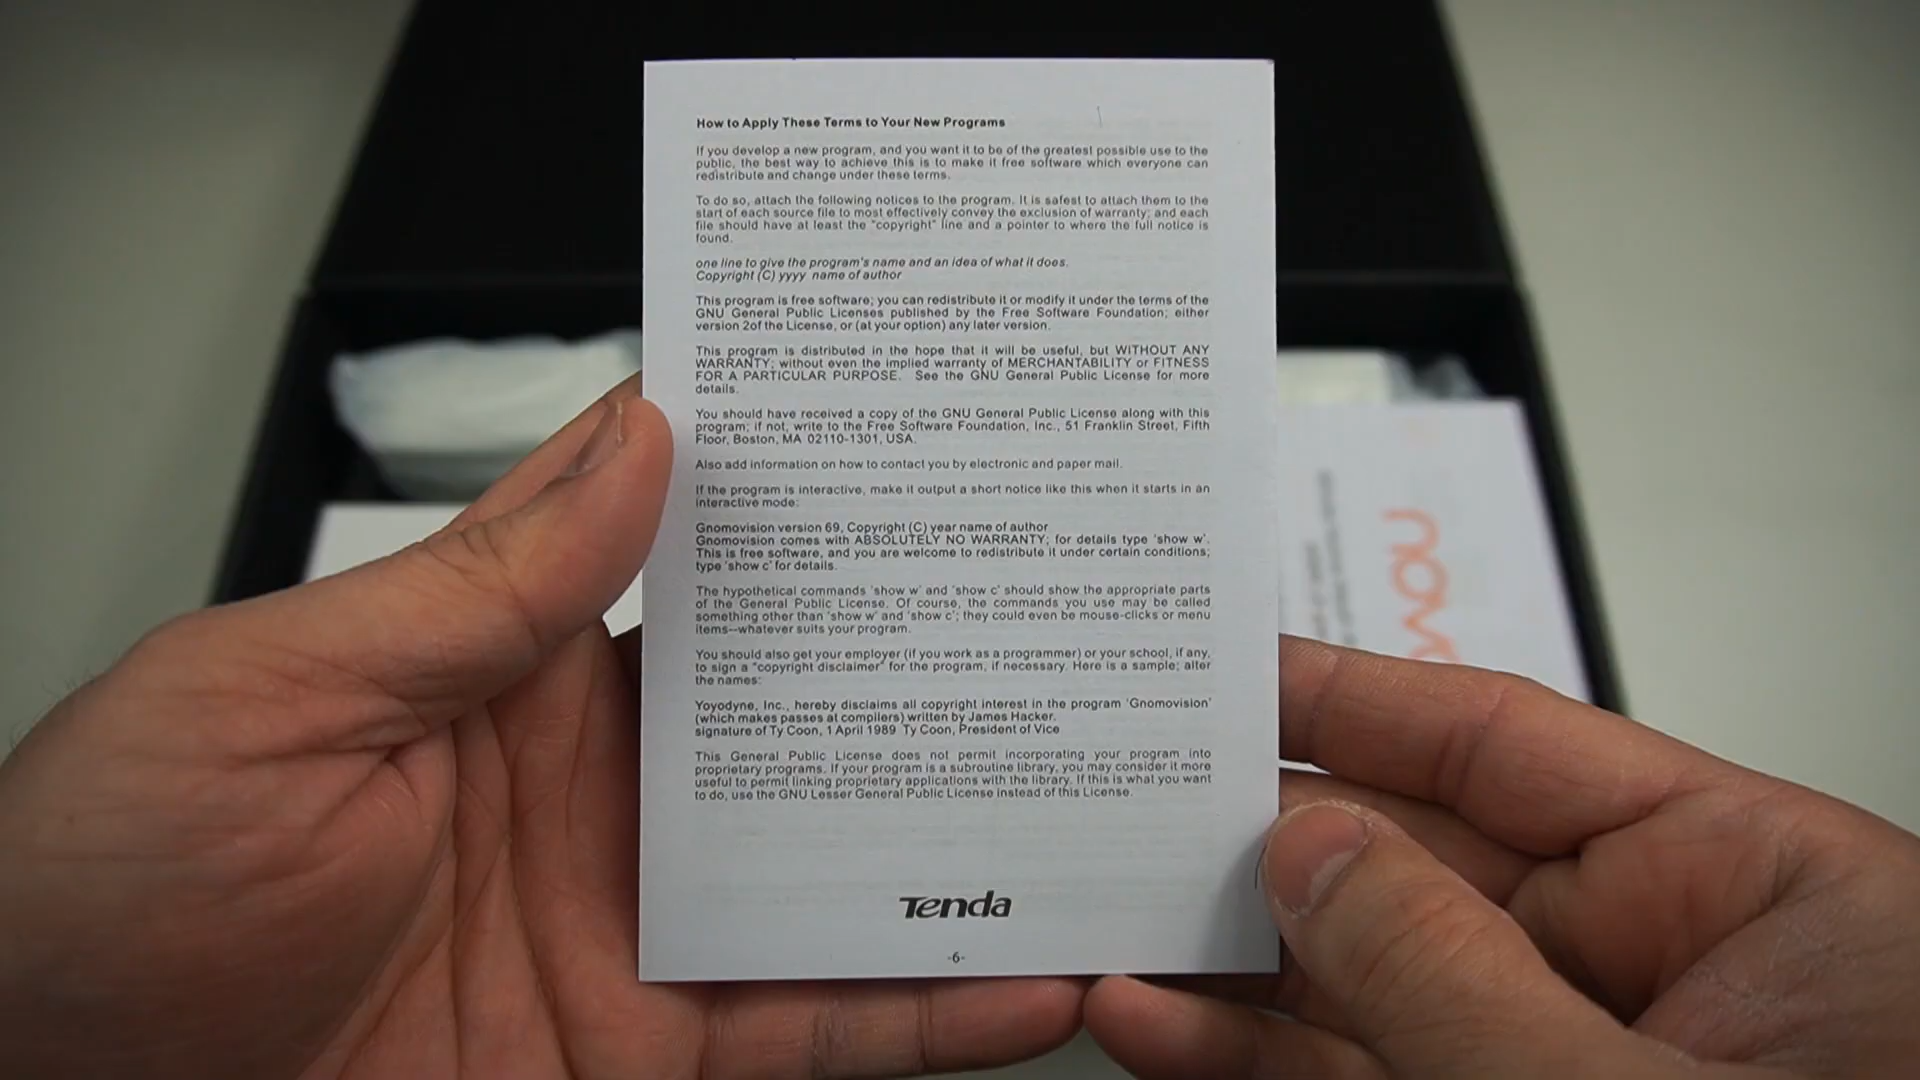 How to Apply These Terms to Your New Programs
If you develop a new program, and you want it to be of the greatest possible use to the
public, the best way to achieve this is to make it free software which everyone can
redistribute and change under these terms.
To do so, attach the following notices to the program. It is safest to attach them to the
start of each source file to most effectively convey the exclusion of warranty; and each
file should have at least the "copyright" line and a pointer to where the full notice is
found.
one line to give the program's name and an idea of what it does.
Copyright (C) yyyy name of author
This program is free software; you can redistribute it or modify it under the terms of the
GNU General Public Licenses published by the Free Software Foundation; either
version 2of the License, or (at your option) any later version.
This program is distributed in the hope that it will be useful, but WITHOUT ANY
WARRANTY; without even the implied warranty of MERCHANTABILITY or FITNESS
FOR A PARTICULAR PURPOSE. See the GNU General Public License for more
details.
You should have received a copy of the GNU General Public License along with this
program; if not, write to the Free Software Foundation, Inc., 51 Franklin Street, Fifth
Floor, Boston, MA 02110-1301, USA.
Also add information on how to contact you by electronic and paper mail.
If the program is interactive, make it output a short notice like this when it starts in an
interactive mode:
Gnomovision version 69, Copyright (C) year name of author
Gnomovision comes with ABSOLUTELY NO WARRANTY; for details type 'show w'.
This is free software, and you are welcome to redistribute it under certain conditions;
type 'show c' for details.
The hypothetical commands 'show w' and 'show c' should show the appropriate parts
of the General Public License. Of course, the commands you use may be called
something other than 'show w' and 'show c'; they could even be mouse-clicks or menu
items--whatever suits your program.
You should also get your employer (if you work as a programmer) or your school, if any,
to sign a "copyright disclaimer" for the program, if necessary. Here is a sample; alter
the names:
Yoyodyne, Inc., hereby disclaims all copyright interest in the program 'Gnomovision'
(which makes passes at compilers) written by James Hacker.
signature of Ty Coon, 1 April 1989 Ty Coon, President of Vice
This General Public License does not permit incorporating your program into
proprietary programs. If your program is a subroutine library, you may consider it more
useful to permit linking proprietary applications with the library. If this is what you want
to do, use the GNU Lesser General Public License instead of this License.
Tenda
-6-